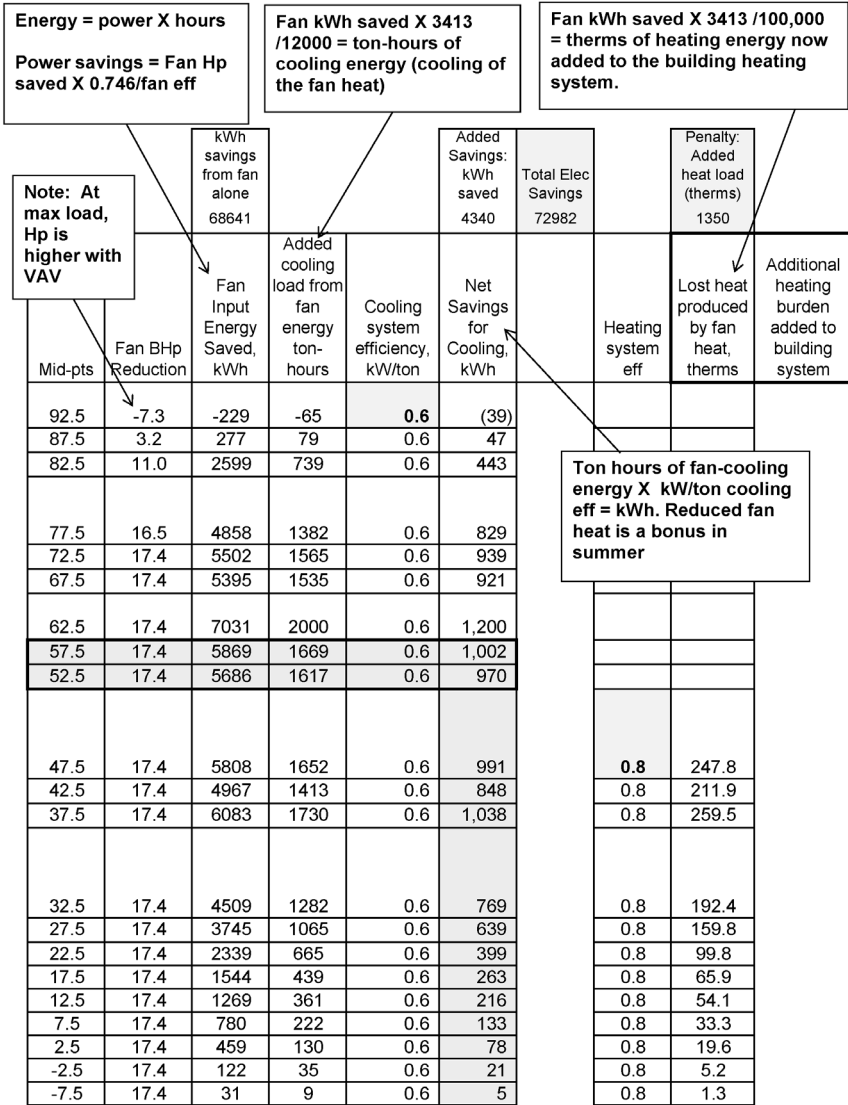 Energy = power X hours
Power savings = Fan Hp
saved X 0.746/fan eff
Fan kWh saved X 3413
/12000 = ton-hours of
cooling energy (cooling of
the fan heat)
Fan kWh saved X 3413 /100,000
= therms of heating energy now
added to the building heating
system.
Note: At
max load,
Hp is
higher with
VAV
kWh
savings
from fan
alone
68641
Added
Savings:
kWh
saved
4340
Total Elec
Savings
72982
Penalty:
Added
heat load
(therms)
1350
Mid-pts
Fan BHp
Reduction
Fan
Input
Energy
Saved,
kWh
Added
cooling
load from
fan
energy
ton-
hours
Cooling
system
efficiency,
kW/ton
Net
Savings
for
Cooling,
kWh
Heating
system
eff
Lost heat
produced
by fan
heat,
therms
Additional
heating
burden
added to
building
system
92.5 -7.3 -229 -65 0.6 (39)
87.5 3.2 277 79 0.6 47
82.5 11.0 2599 739 0.6 443
Ton hours of fan-cooling
energy X kW/ton cooling
eff = kWh. Reduced fan
heat is a bonus in
summer
77.5 16.5 4858 1382 0.6 829
72.5 17.4 5502 1565 0.6 939
67.5 17.4 5395 1535 0.6 921
62.5 17.4 7031 2000 0.6 1,200
57.5 17.4 5869 1669 0.6 1,002
52.5 17.4 5686 1617 0.6 970
47.5 17.4 5808 1652 0.6 991 0.8 247.8
42.5 17.4 4967 1413 0.6 848 0.8 211.9
37.5 17.4 6083 1730 0.6 1,038 0.8 259.5
32.5 17.4 4509 1282 0.6 769 0.8 192.4
27.5 17.4 3745 1065 0.6 639 0.8 159.8
22.5 17.4 2339 665 0.6 399 0.8 99.8
17.5 17.4 1544 439 0.6 263 0.8 65.9
12.5 17.4 1269 361 0.6 216 0.8 54.1
7.5 17.4 780 222 0.6 133 0.8 33.3
2.5 17.4 459 130 0.6 78 0.8 19.6
-2.5 17.4 122 35 0.6 21 0.8 5.2
-7.5 17.4 31 9 0.6 5 0.8 1.3